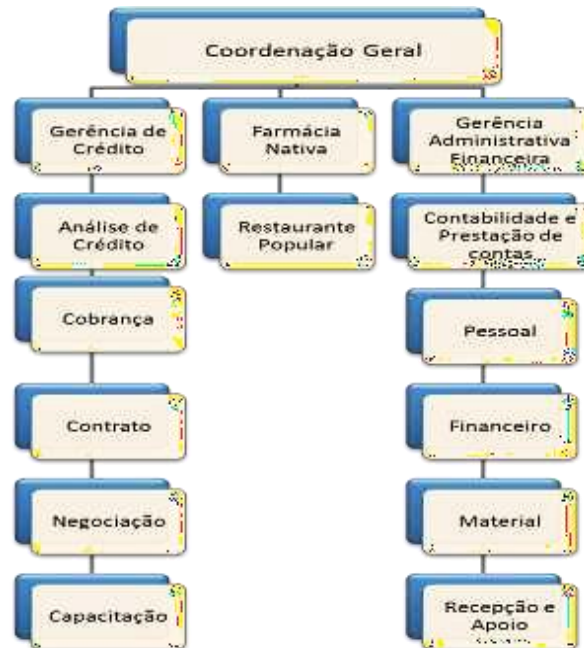 Coordenação Geral
Gerência de
Crédito
Farmácia
Nativa
Gerência
Administrativa
Financeira
Análise de
Crédito
Restaurante
Popular
Contabilidade e
Prestação de
contas
Cobrança
Pessoal
Contrato
Financeiro
Negociação
Material
Capacitação
Recepção e
Apoio